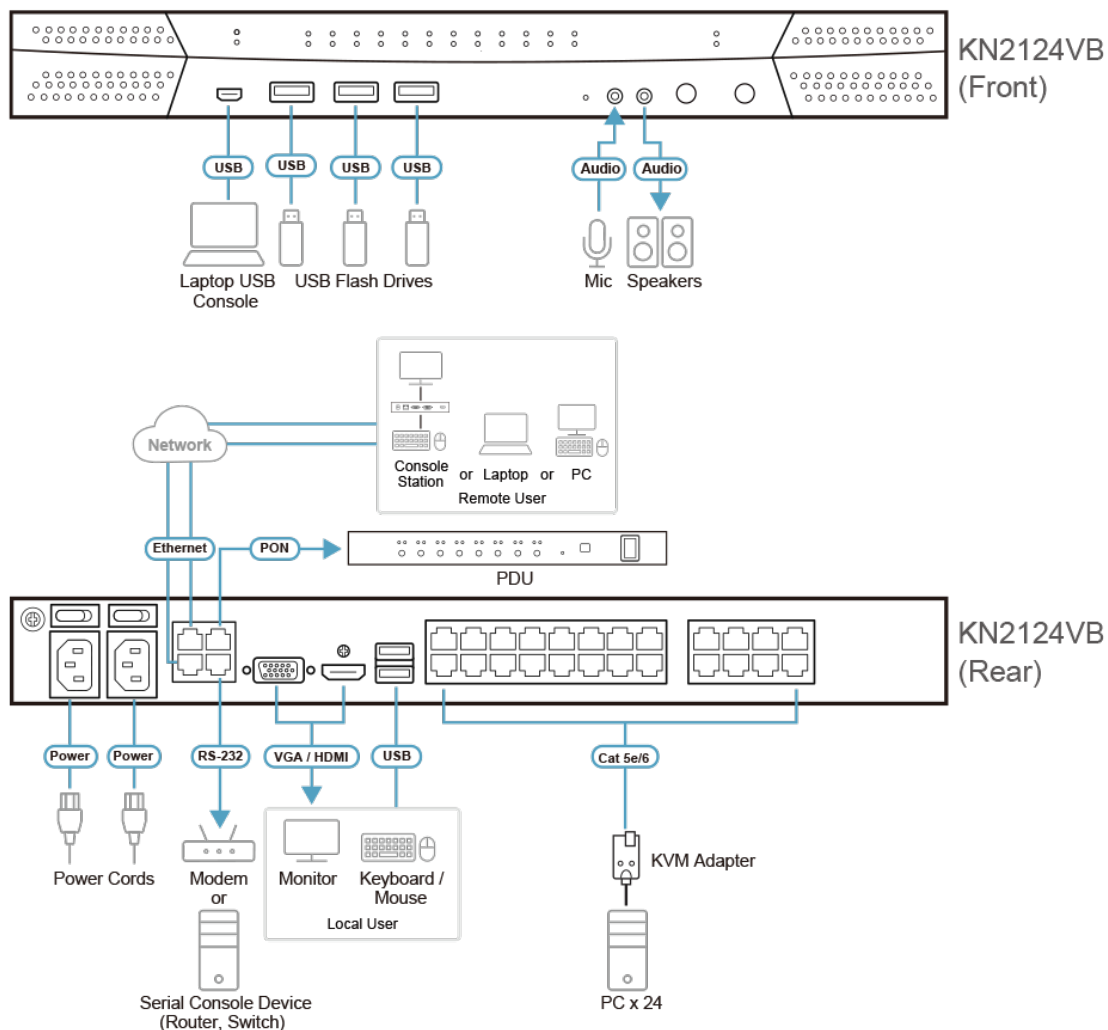 KN2124VB
(Front)
USB
USB
USB
USB
Audio
Audio
Laptop USB
Console
USB Flash Drives
Mic
Speakers
Network
Console
Station
or
Laptop
or
PC
Remote User
Ethernet
PON
PDU
KN2124VB
(Rear)
Power
Power
RS-232
VGA / HDMI
USB
Cat 5e/6
Power Cords
Modem
or
Monitor
Keyboard /
Mouse
Local User
KVM Adapter
Serial Console Device
(Router, Switch)
PC x 24